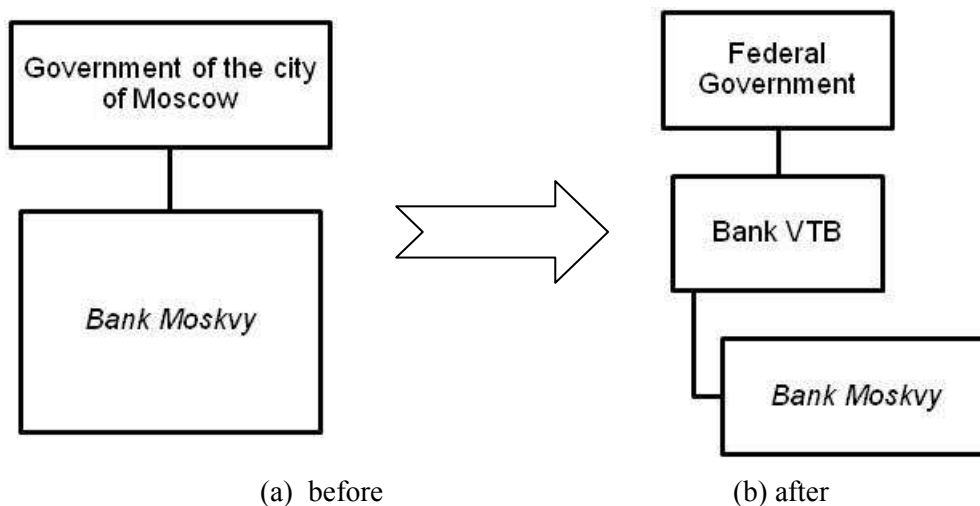 Government of the city
of Moscow
Bank Moskvy
Federal
Government
Bank VTB
Bank Moskvy
(a) before
(b) after